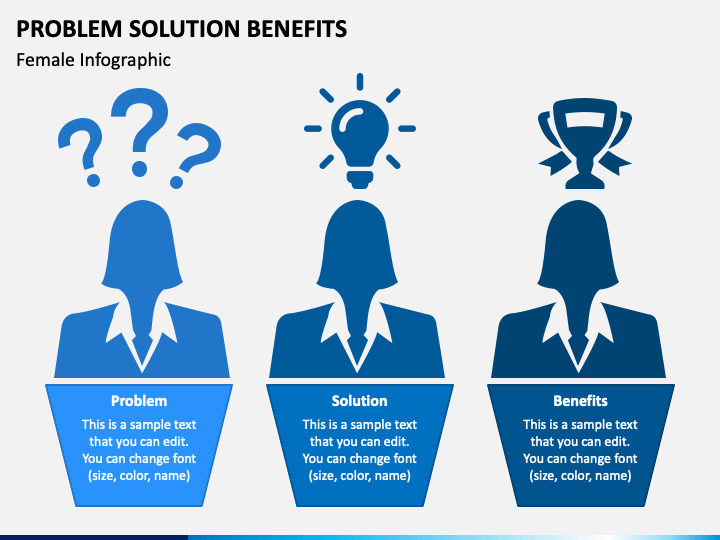 PROBLEM SOLUTION BENEFITS
Female Infographic
Problem
This is a sample text
that you can edit.
You can change font
(size, color, name)
Solution
This is a sample text
that you can edit.
You can change font
(size, color, name)
Benefits
This is a sample text
that you can edit.
You can change font
(size, color, name)